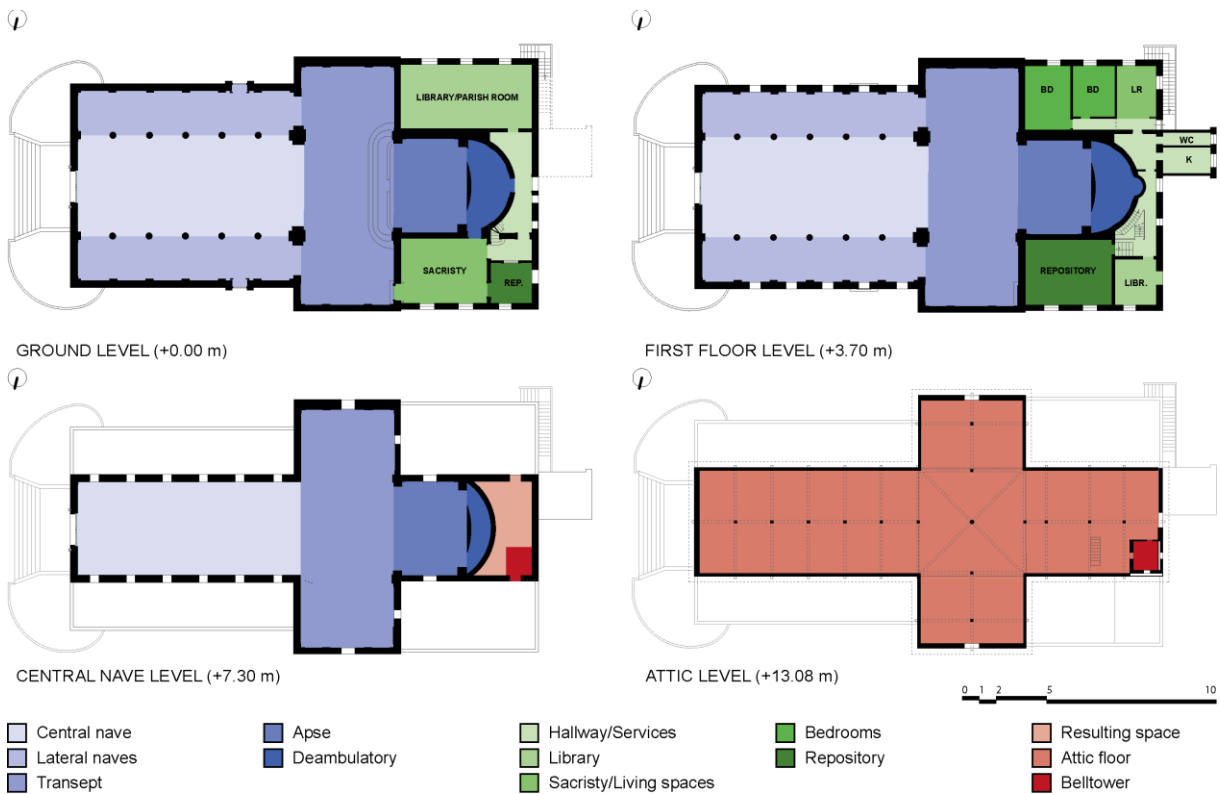 LIBRARY/PARISH ROOM
SACRISTY
REP.
GROUND LEVEL (+0.00 m)
BD
BD
LR
WC
K
REPOSITORY
LIBR.
FIRST FLOOR LEVEL (+3.70 m)
CENTRAL NAVE LEVEL (+7.30 m)
ATTIC LEVEL (+13.08 m)
0 1 2 5 10
Central nave
Lateral naves
Transept
Apse
Deambulatory
Hallway/Services
Library
Sacristy/Living spaces
Bedrooms
Repository
Resulting space
Attic floor
Belltower